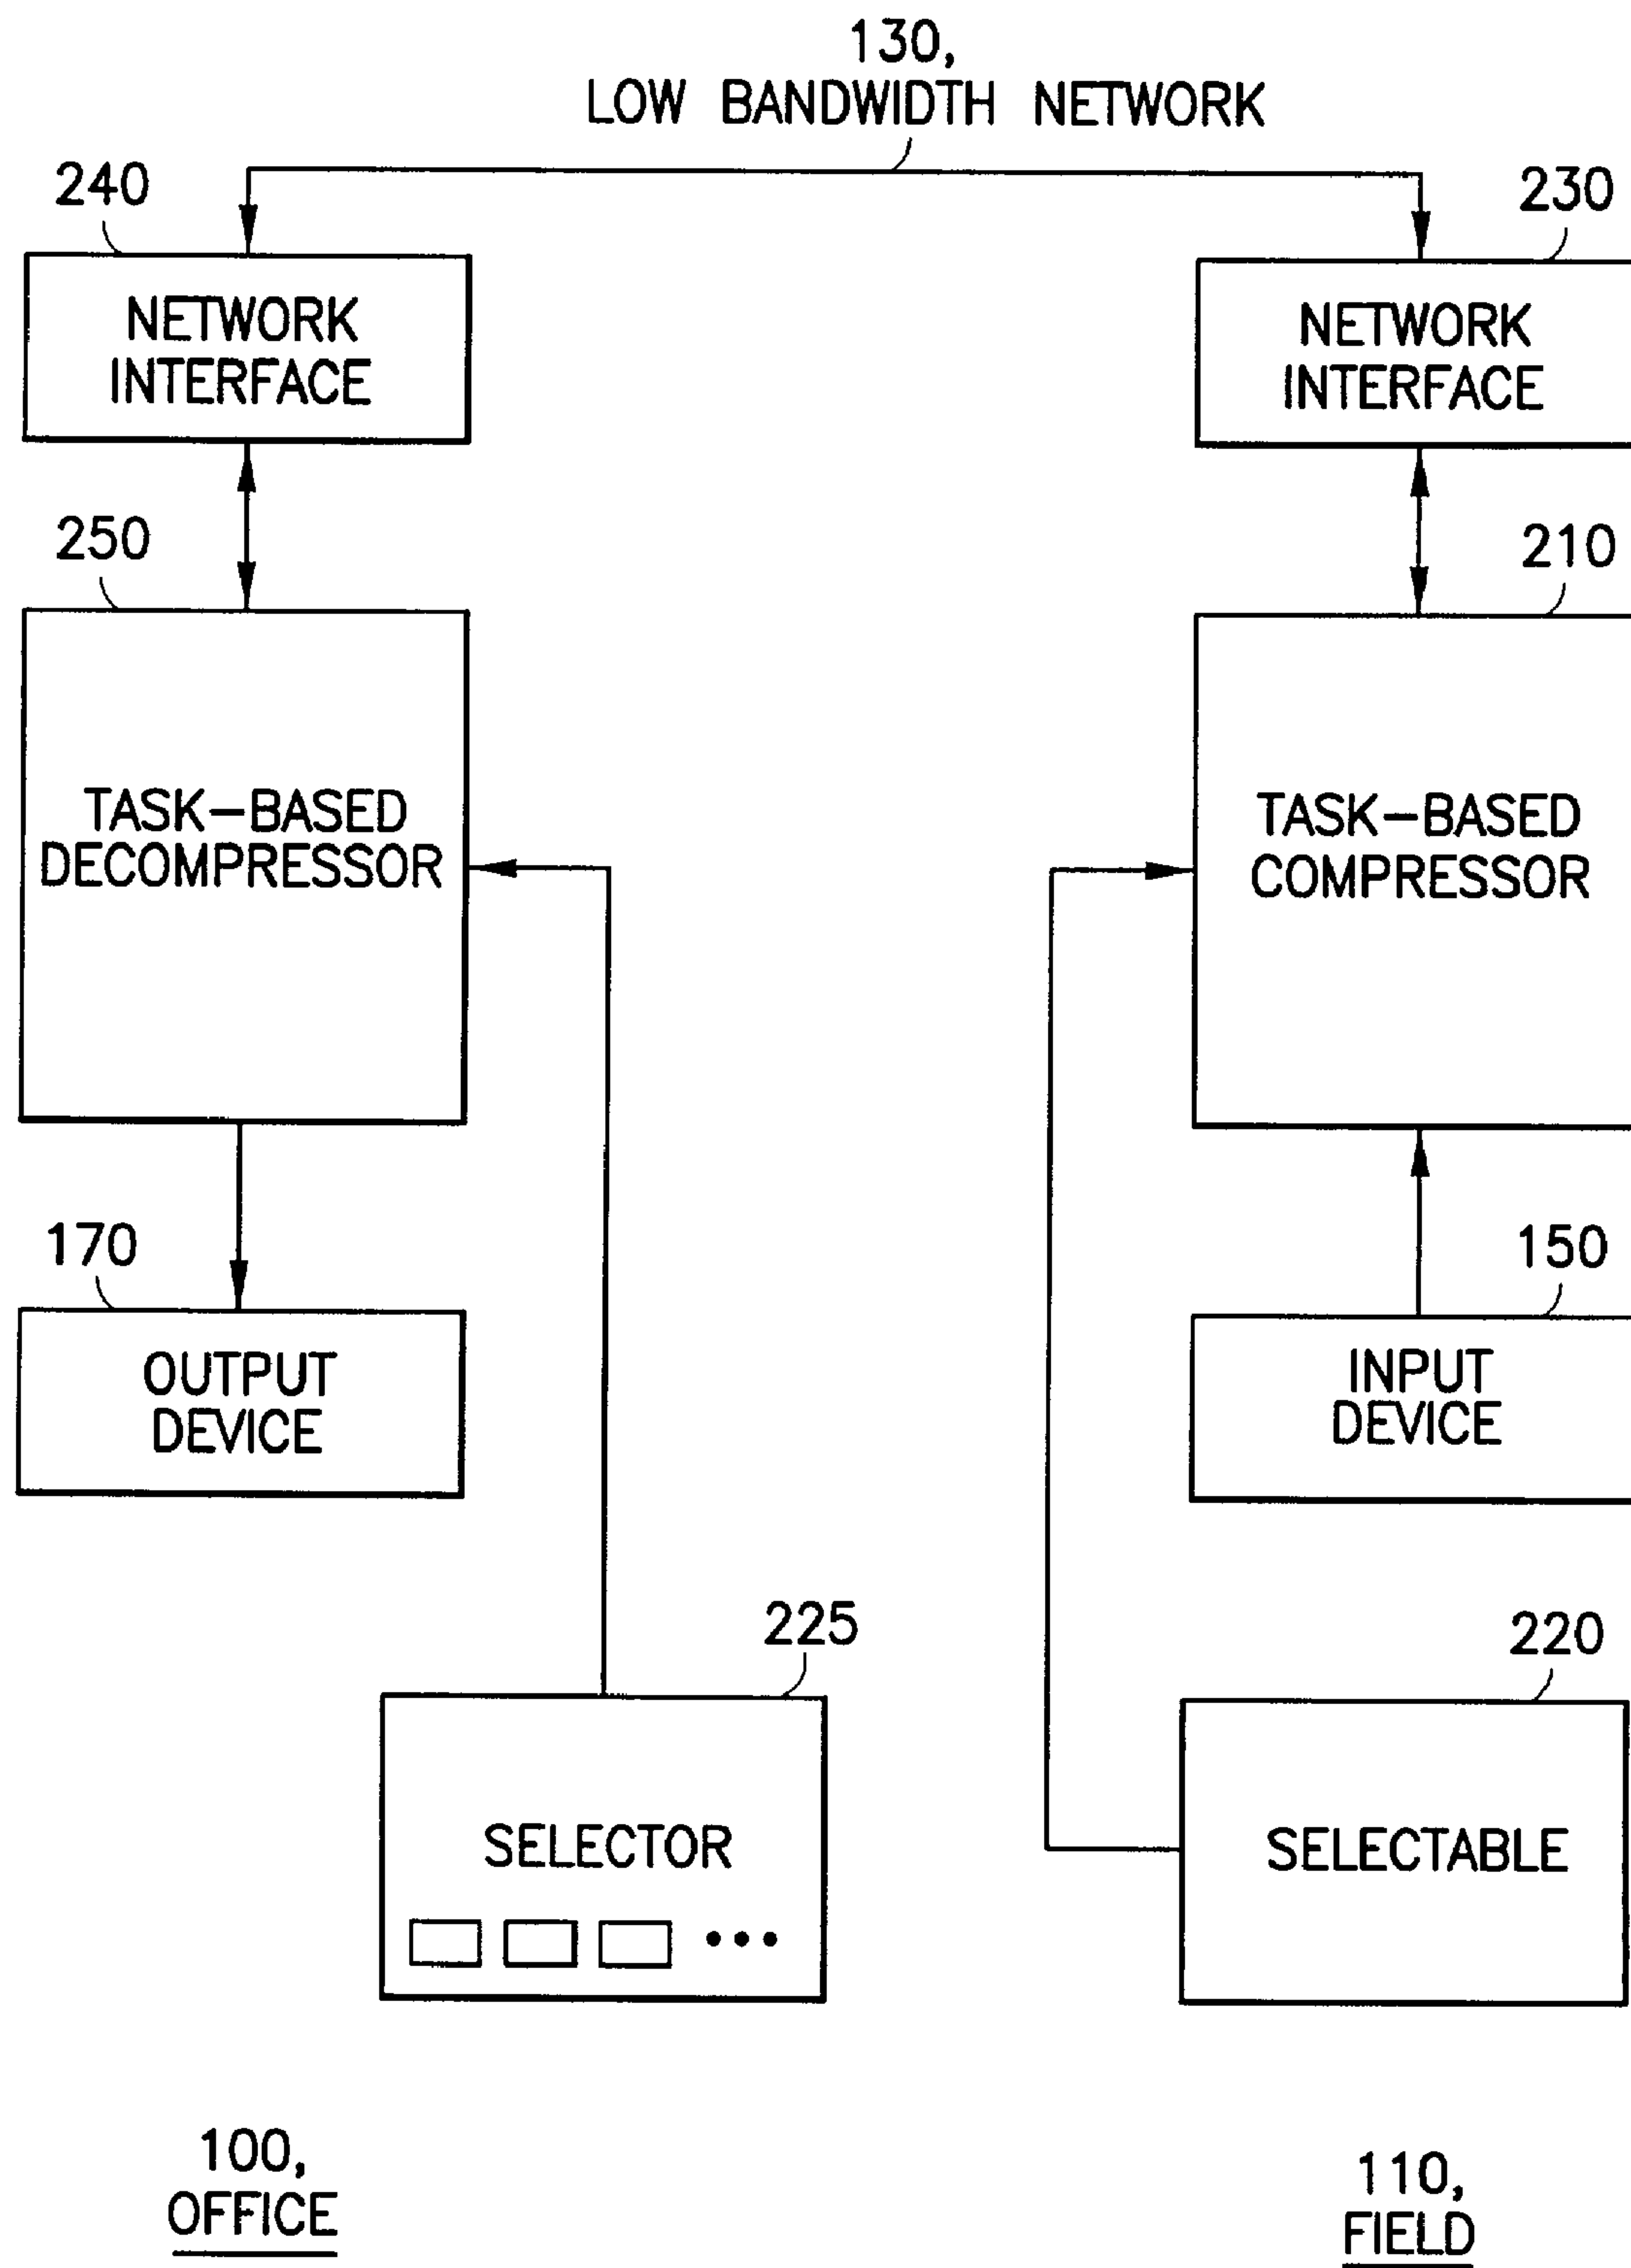 130,
LOW BANDWIDTH NETWORK
240
230
NETWORK
INTERFACE
NETWORK
INTERFACE
250
210
TASK-BASED
DECOMPRESSOR
TASK-BASED
COMPRESSOR
170
150
OUTPUT
DEVICE
INPUT
DEVICE
225
220
SELECTOR
SELECTABLE
100,
OFFICE
110,
FIELD